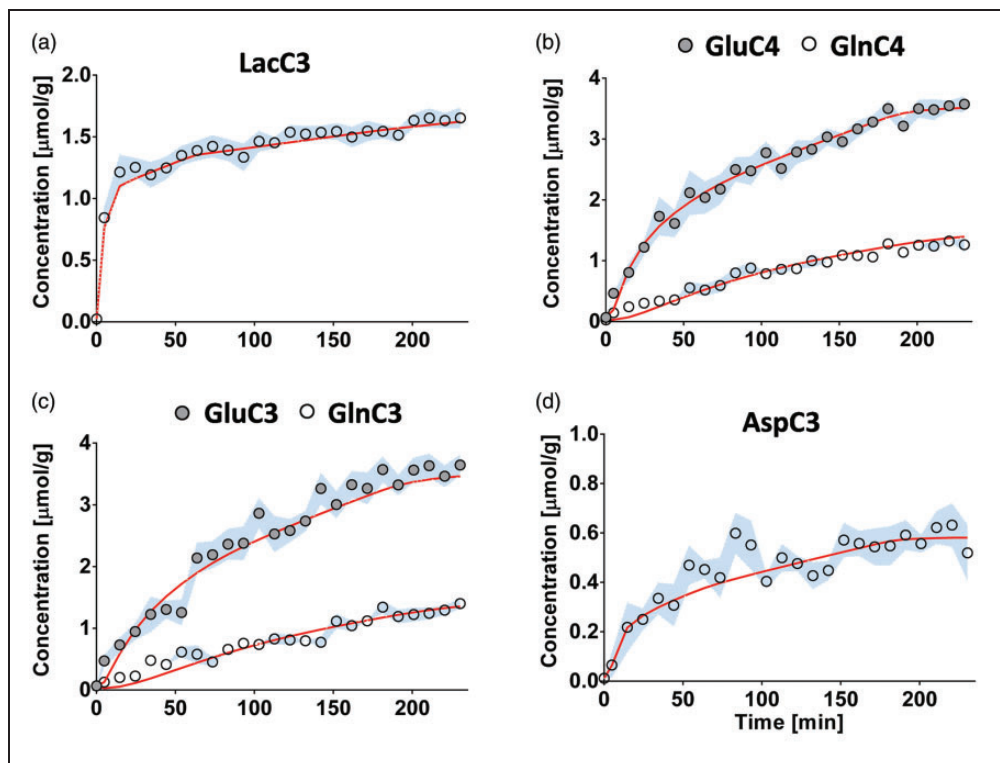 (a)
LacC3
Concentration [μmol/g]
2.0
1.5
1.0
0.5
0.0
0 50 100 150 200
(b)
GluC4 GlnC4
Concentration [μmol/g]
4
3
2
1
0
0 50 100 150 200
(c)
GluC3 GlnC3
Concentration [μmol/g]
4
3
2
1
0
0 50 100 150 200
(d)
AspC3
Concentration [μmol/g]
1.0
0.8
0.6
0.4
0.2
0.0
0 50 100 150 200
Time [min]